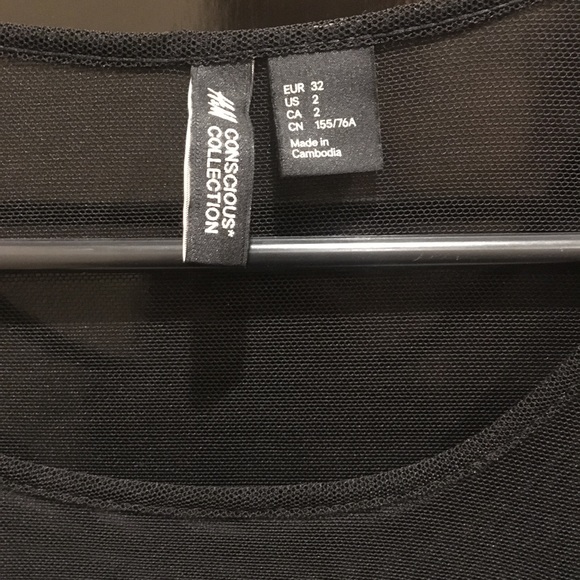 H&M
CONSCIOUS*
COLLECTION
EUR 32
US 2
CA 2
CN 155/76A
Made in
Cambodia